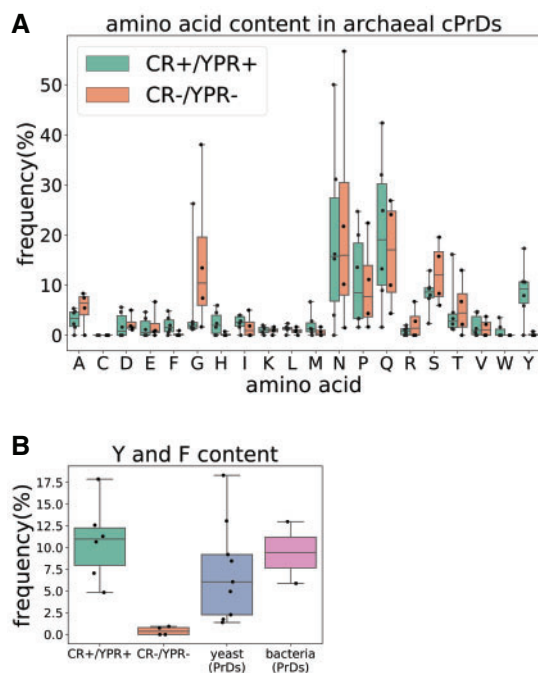 A
amino acid content in archaeal cPrDs
CR+/YPR+
CR-/YPR-
frequency(%)
50
40
30
20
10
0
A C D E F G H I K L M N P Q R S T V W Y
amino acid
B
Y and F content
frequency(%)
17.5
15.0
12.5
10.0
7.5
5.0
2.5
0.0
CR+/YPR+ CR-/YPR- yeast bacteria
(PrDs) (PrDs)